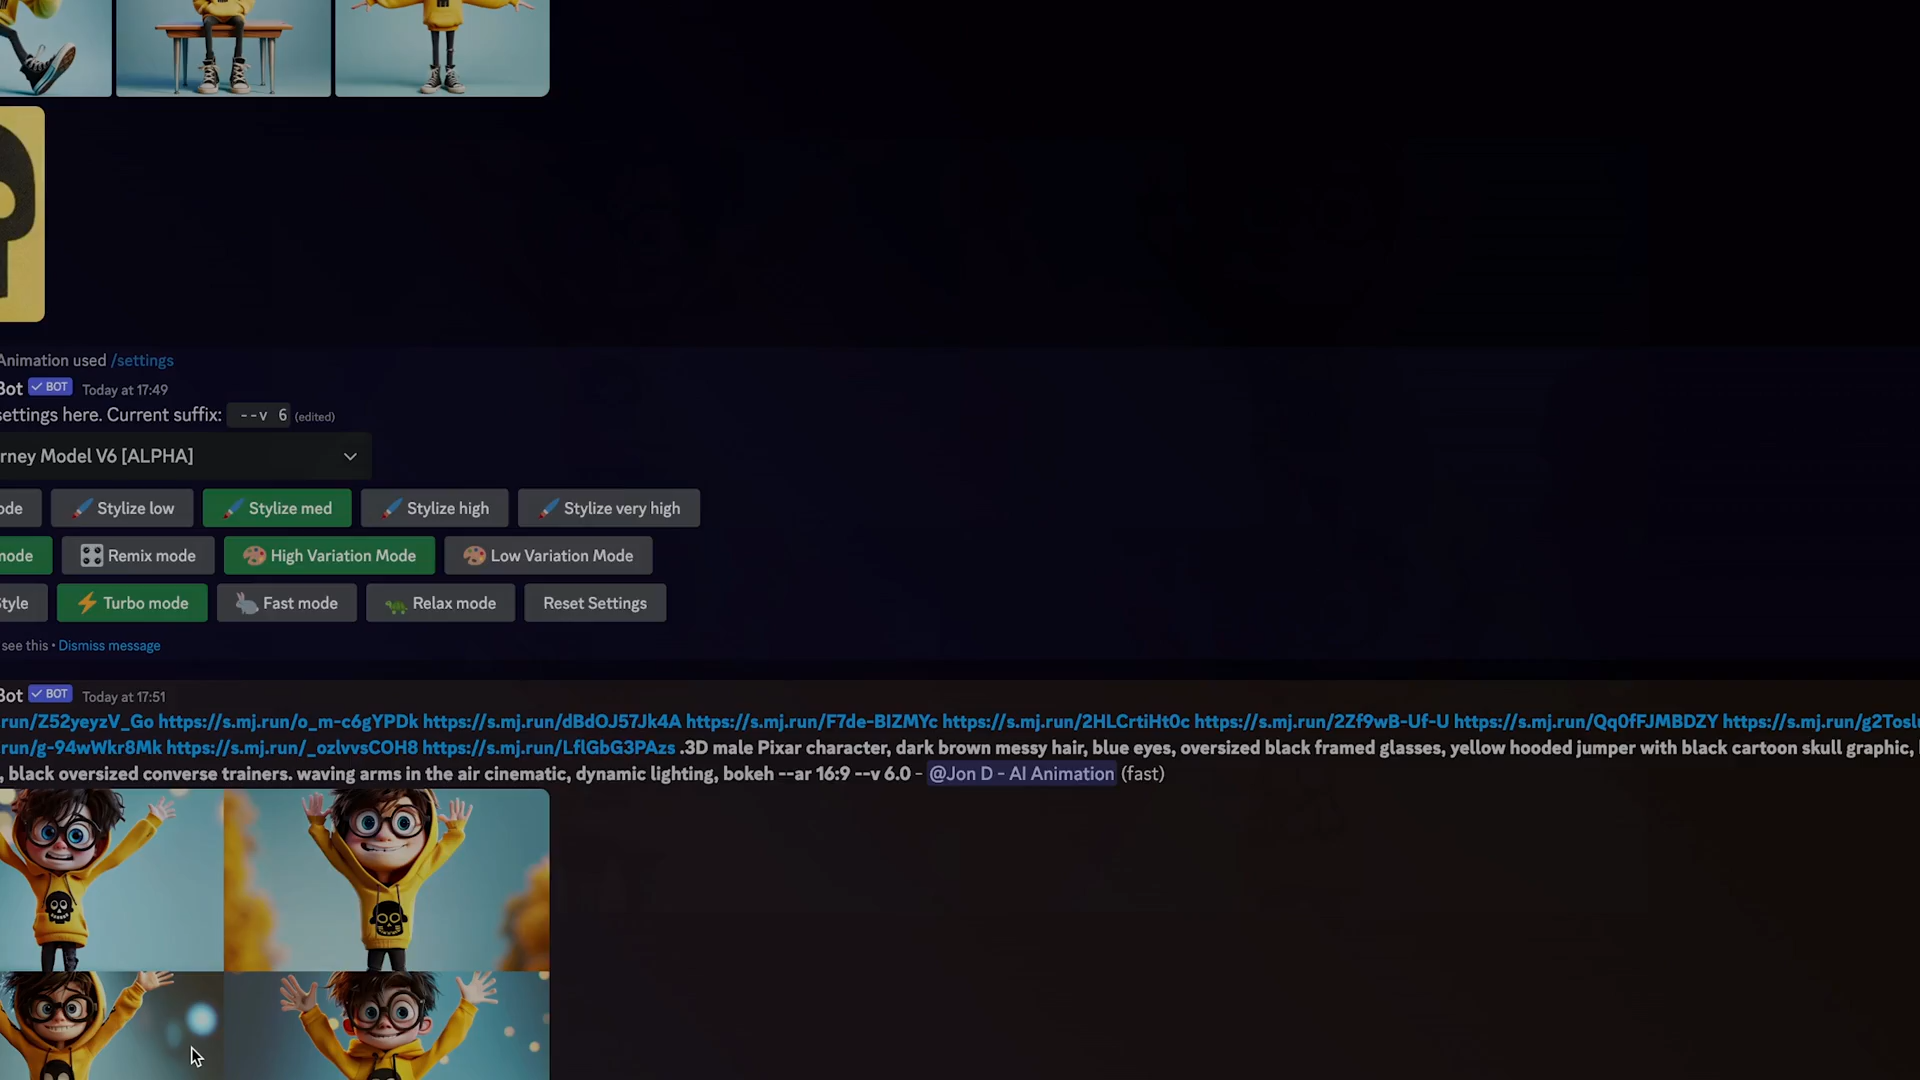 Animation used /settings
Bot ✓ BOT Today at 17:49
settings here. Current suffix: --v 6 (edited)
rney Model V6 [ALPHA]
ode Stylize low Stylize med Stylize high Stylize very high
mode Remix mode High Variation Mode Low Variation Mode
Style Turbo mode Fast mode Relax mode Reset Settings
see this • Dismiss message
Bot ✓ BOT Today at 17:51
run/Z52yeyzV_Go https://s.mj.run/o_m-c6gYPDk https://s.mj.run/dBdOJ57Jk4A https://s.mj.run/F7de-BIZMYc https://s.mj.run/2HLCrtiHt0c https://s.mj.run/2Zf9wB-Uf-U https://s.mj.run/Qq0fFJMBDZY https://s.mj.run/g2Toslu
run/g-94wWkr8Mk https://s.mj.run/_ozlvvsCOH8 https://s.mj.run/LflGbG3PAzs .3D male Pixar character, dark brown messy hair, blue eyes, oversized black framed glasses, yellow hooded jumper with black cartoon skull graphic,
, black oversized converse trainers. waving arms in the air cinematic, dynamic lighting, bokeh --ar 16:9 --v 6.0 - @Jon D - AI Animation (fast)